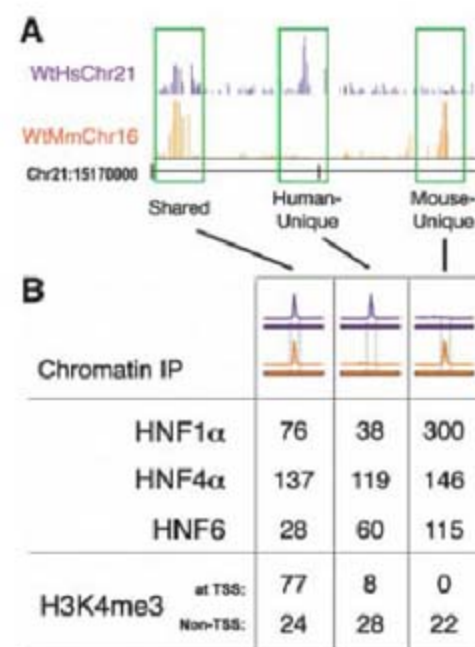 A
WtHsChr21
WtMmChr16
Chr21:15170000
Shared
Human-
Unique
Mouse-
Unique
B
Chromatin IP
HNF1α 76 38 300
HNF4α 137 119 146
HNF6 28 60 115
H3K4me3
at TSS: 77 8 0
Non-TSS: 24 28 22